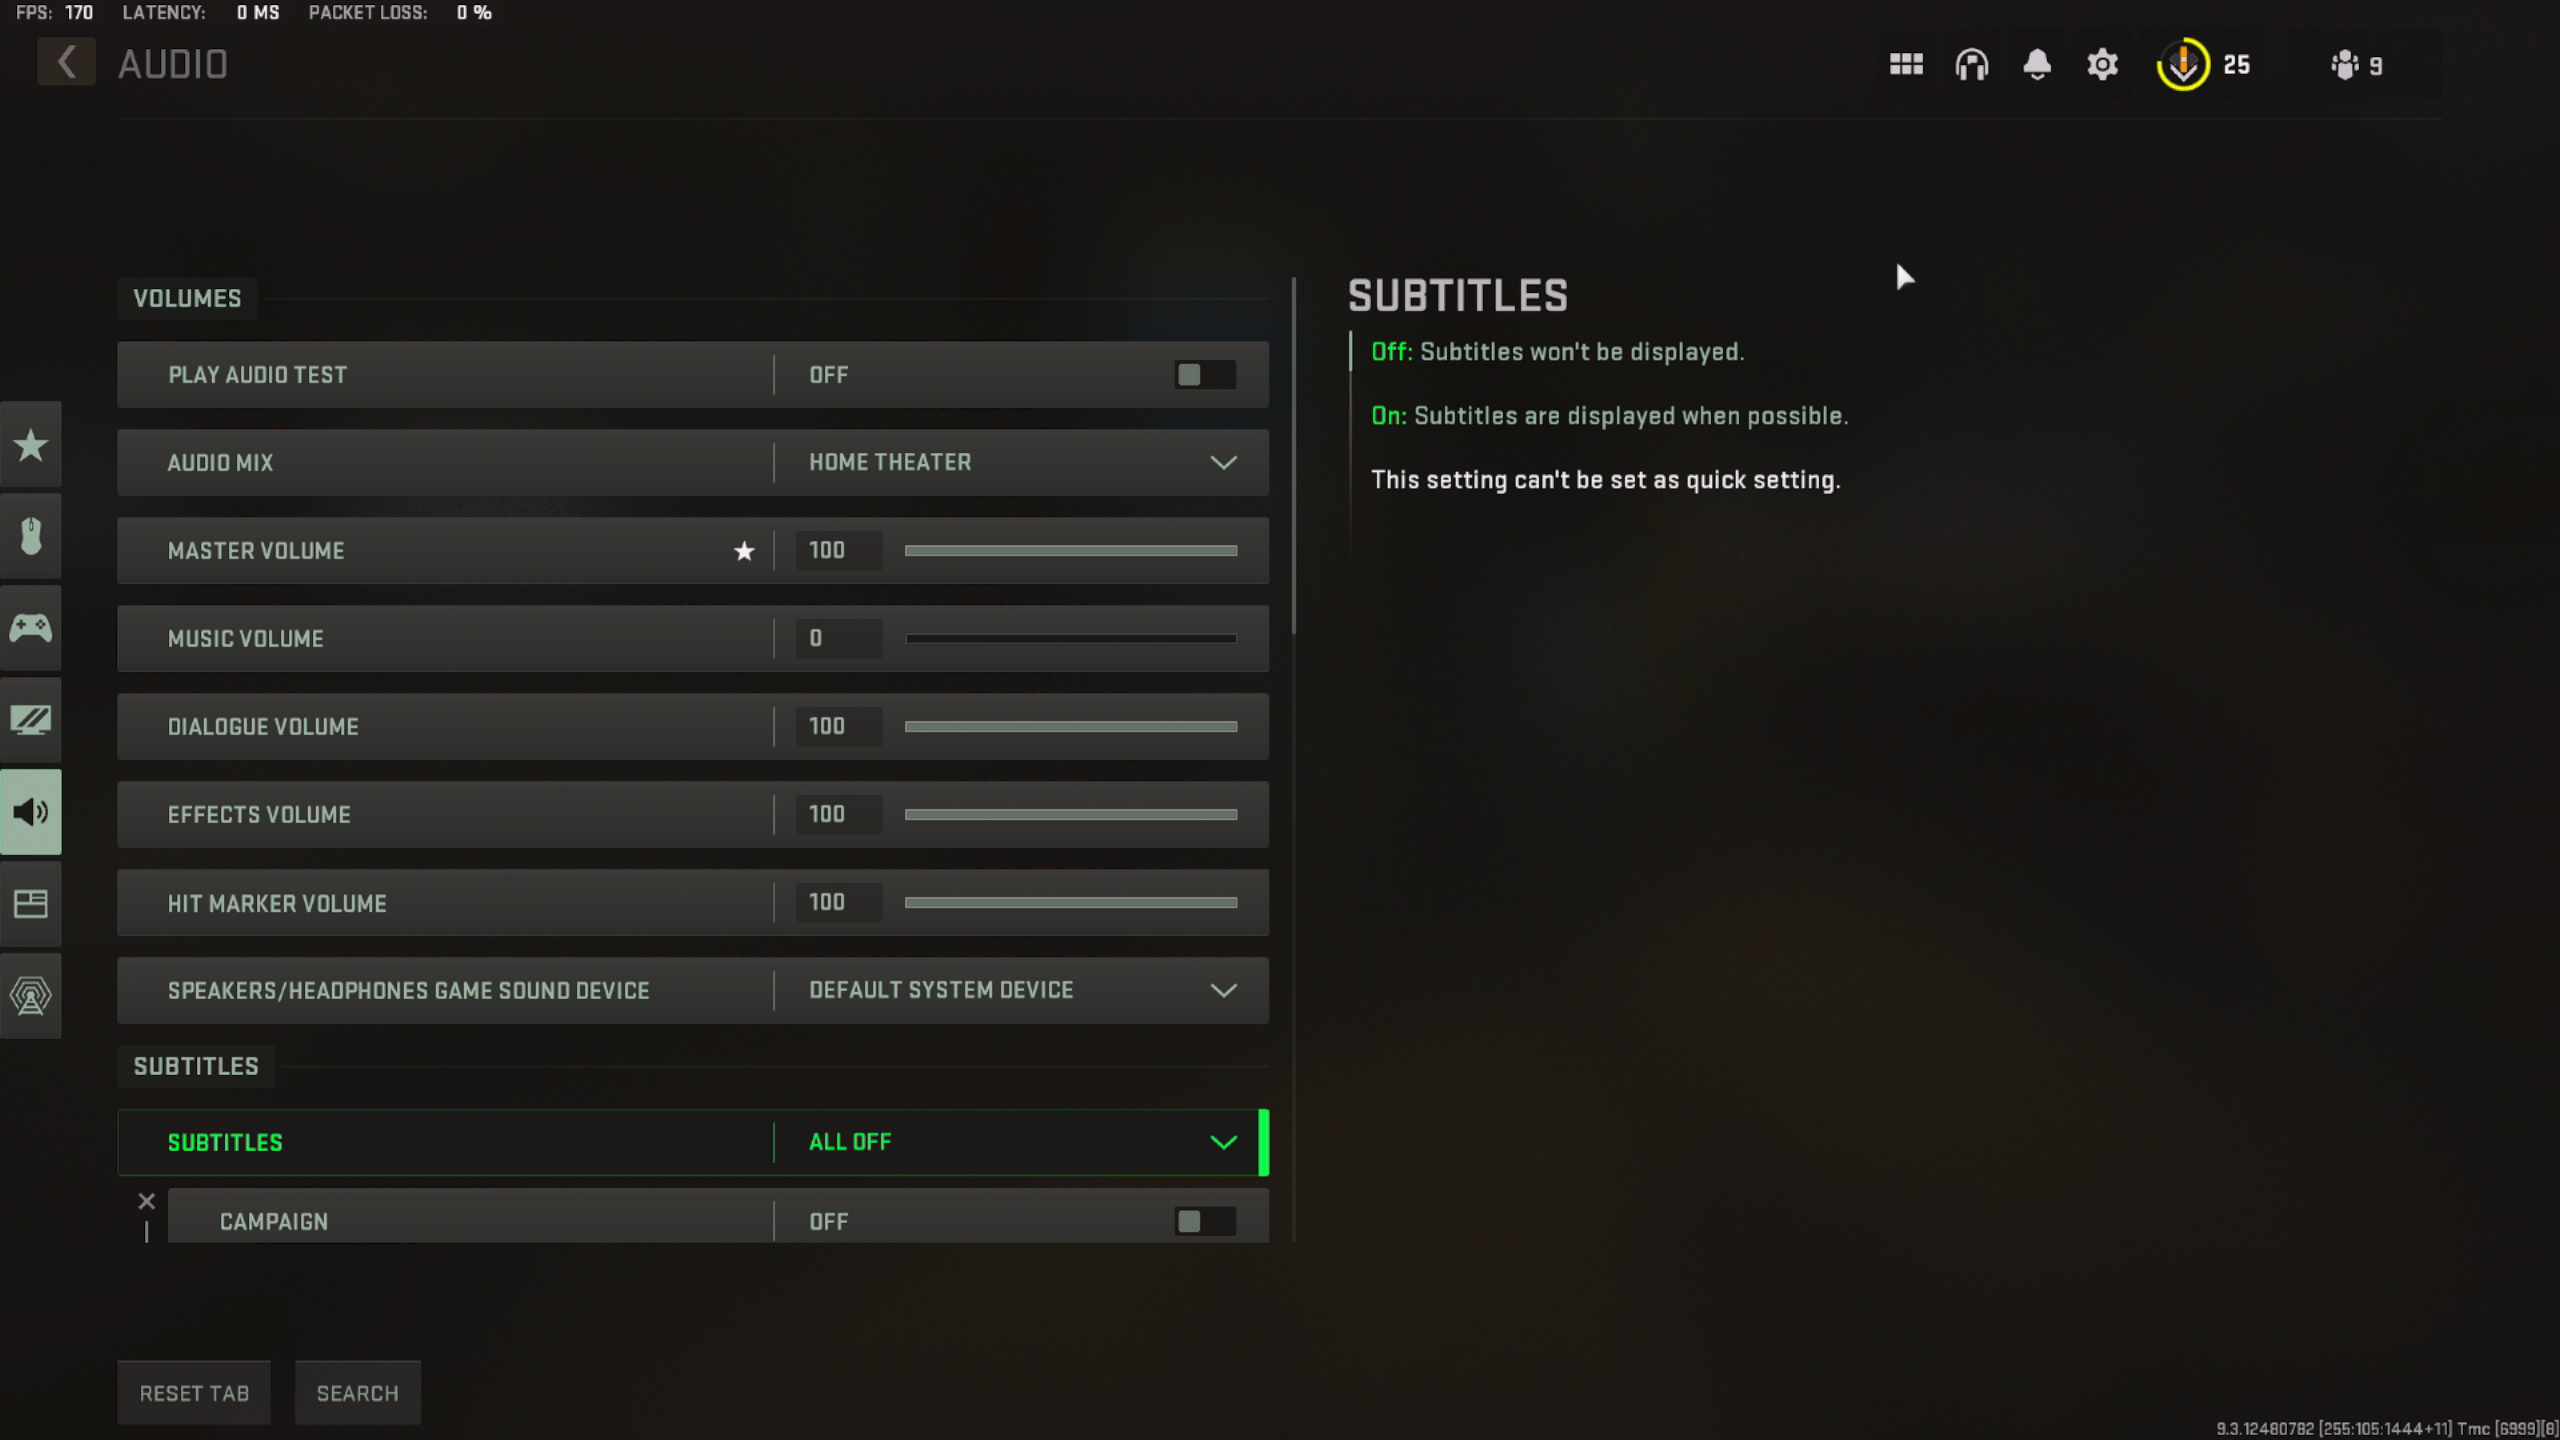 FPS: 170 LATENCY: 0 MS PACKET LOSS: 0 %
AUDIO
25
9
VOLUMES
PLAY AUDIO TEST OFF
AUDIO MIX HOME THEATER
MASTER VOLUME 100
MUSIC VOLUME 0
DIALOGUE VOLUME 100
EFFECTS VOLUME 100
HIT MARKER VOLUME 100
SPEAKERS/HEADPHONES GAME SOUND DEVICE DEFAULT SYSTEM DEVICE
SUBTITLES
SUBTITLES ALL OFF
CAMPAIGN OFF
SUBTITLES
Off: Subtitles won't be displayed.
On: Subtitles are displayed when possible.
This setting can't be set as quick setting.
RESET TAB SEARCH
9.3.12480782 [255:105:1444+11] Tmc [6999][8]